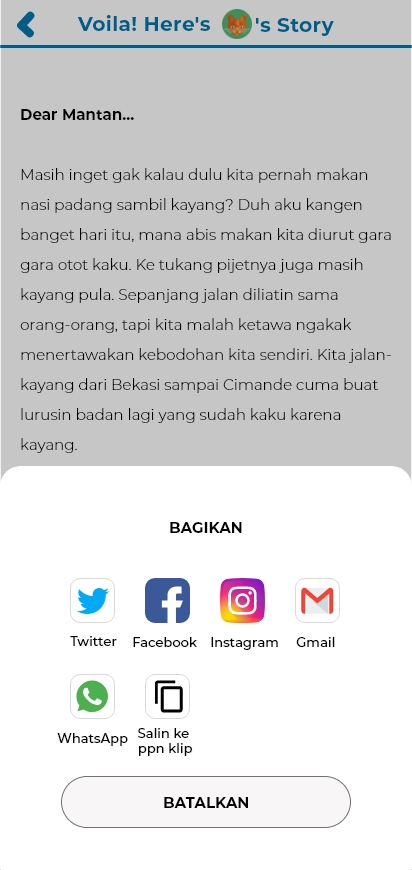 Voila! Here's 's Story
Dear Mantan...
Masih inget gak kalau dulu kita pernah makan
nasi padang sambil kayang? Duh aku kangen
banget hari itu, mana abis makan kita diurut gara
gara otot kaku. Ke tukang pijetnya juga masih
kayang pula. Sepanjang jalan diliatin sama
orang-orang, tapi kita malah ketawa ngakak
menertawakan kebodohan kita sendiri. Kita jalan-
kayang dari Bekasi sampai Cimande cuma buat
lurusin badan lagi yang sudah kaku karena
kayang.
BAGIKAN
Twitter Facebook Instagram Gmail
WhatsApp Salin ke
ppn klip
BATALKAN